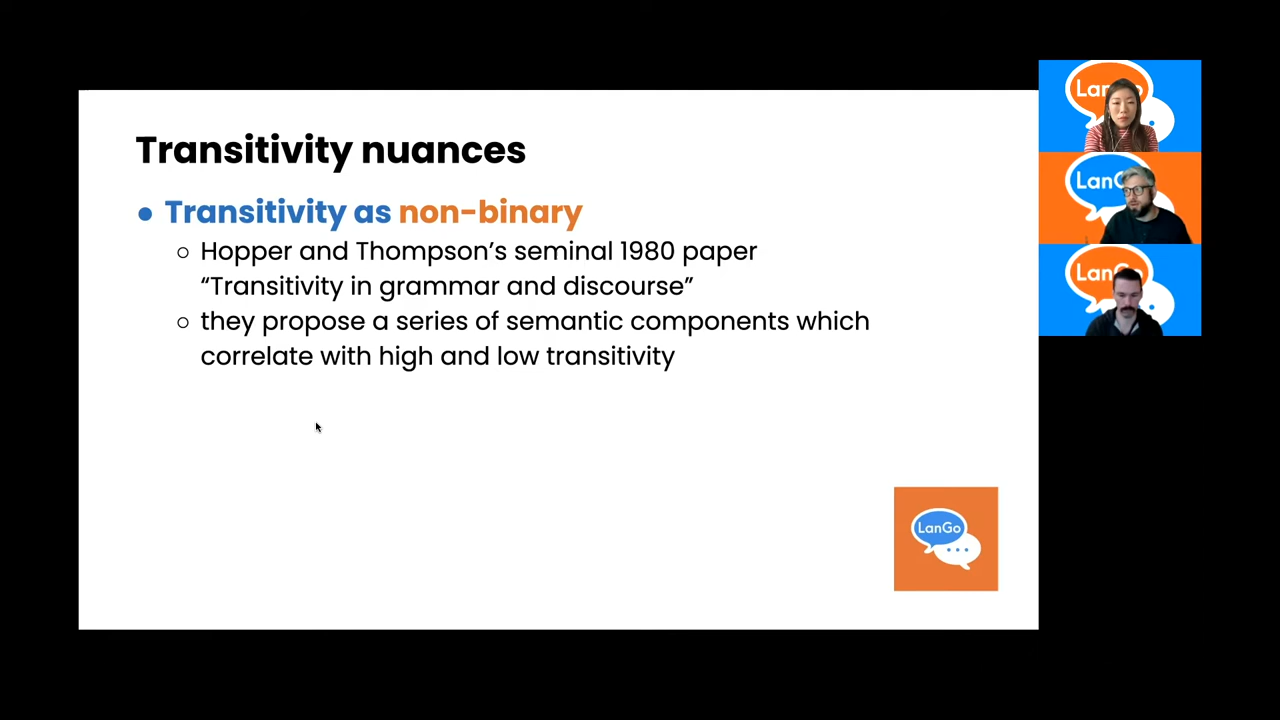 Transitivity nuances
● Transitivity as non-binary
○ Hopper and Thompson’s seminal 1980 paper
“Transitivity in grammar and discourse”
○ they propose a series of semantic components which
correlate with high and low transitivity
LanGo